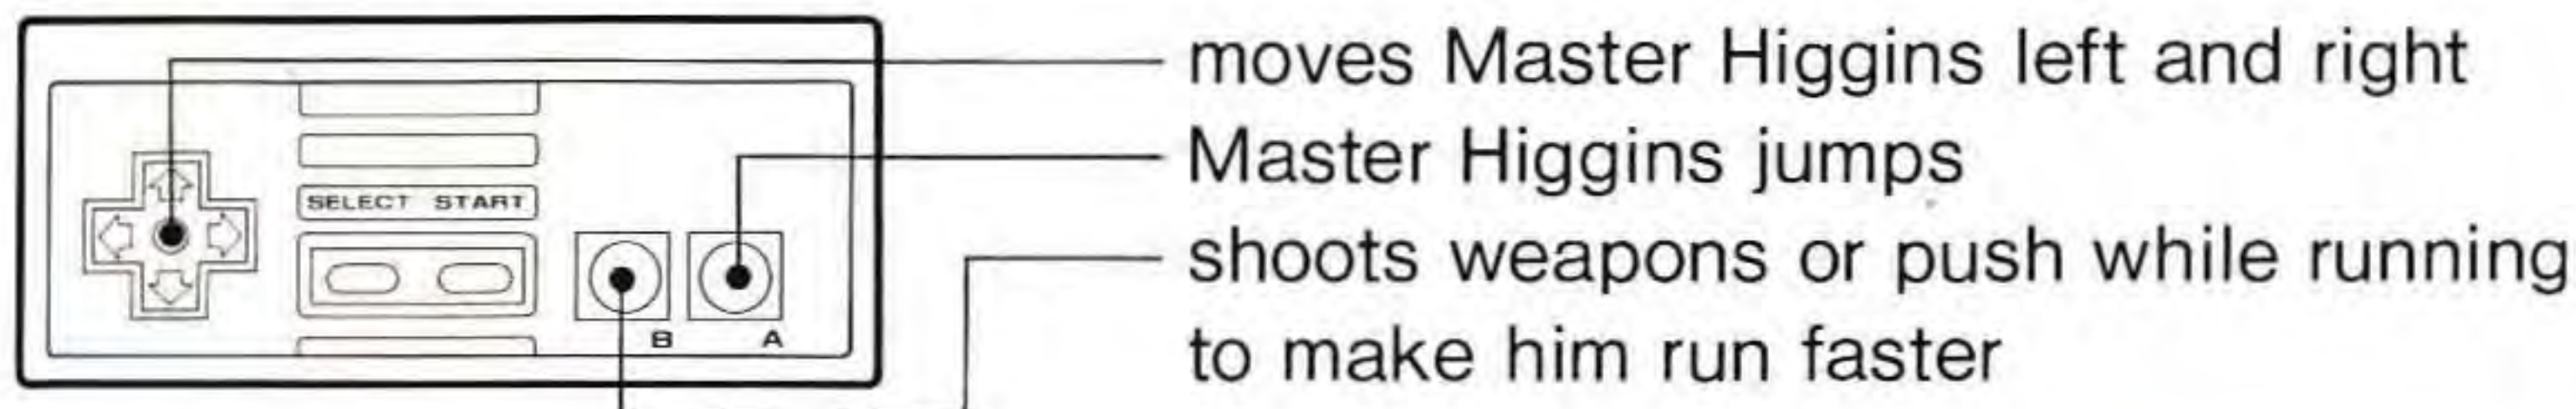 moves Master Higgins left and right
Master Higgins jumps
SELECT START
shoots weapons or push while running
to make him run faster
B A